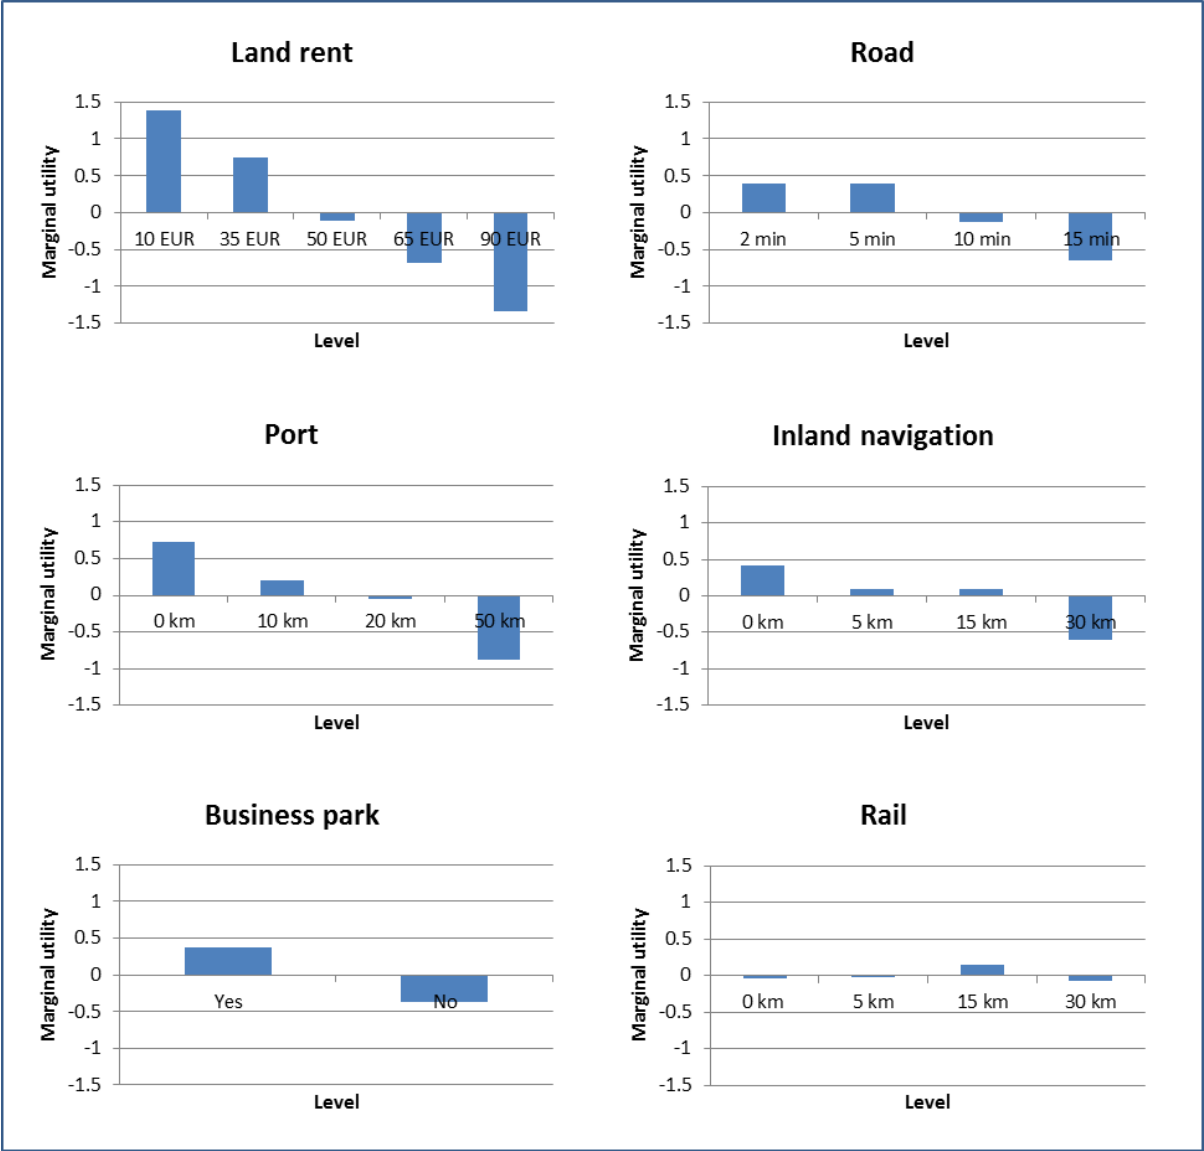 Land rent
Marginal utility
1.5
1
0.5
0
-0.5
-1
-1.5
10 EUR 35 EUR 50 EUR 65 EUR 90 EUR
Level
Road
Marginal utility
1.5
1
0.5
0
-0.5
-1
-1.5
2 min 5 min 10 min 15 min
Level
Port
Marginal utility
1.5
1
0.5
0
-0.5
-1
-1.5
0 km 10 km 20 km 50 km
Level
Inland navigation
Marginal utility
1.5
1
0.5
0
-0.5
-1
-1.5
0 km 5 km 15 km 30 km
Level
Business park
Marginal utility
1.5
1
0.5
0
-0.5
-1
-1.5
Yes No
Level
Rail
Marginal utility
1.5
1
0.5
0
-0.5
-1
-1.5
0 km 5 km 15 km 30 km
Level